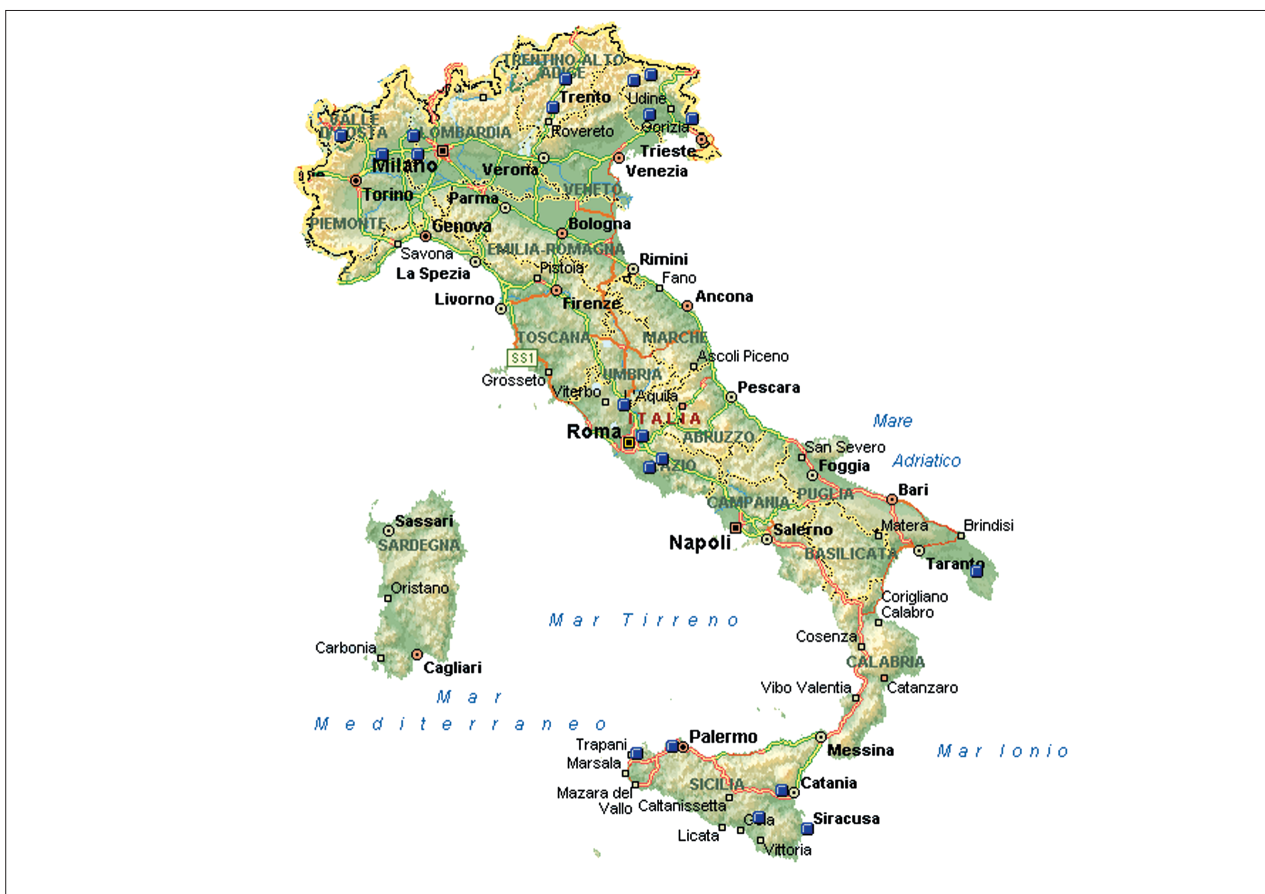 TRENTINO-ALTO
ADIGE
Trento
Udine
VALLE
D'AOSTA
LOMBARDIA
Rovereto
Gorizia
Trieste
Milano
Verona
Venezia
Torino
Parma
VENETO
PIEMONTE
Genova
Bologna
Savona
EMILIA-ROMAGNA
La Spezia
Pistoia
Rimini
Fano
Livorno
Firenze
Ancona
TOSCANA
MARCHE
SS1
Ascoli Piceno
Grosseto
UMBRIA
Viterbo
L'Aquila
Pescara
ITALIA
Roma
ABRUZZO
Mare
Adriatico
San Severo
Foggia
LAZIO
CAMPANIA
PUGLIA
Bari
Sassari
SARDEGNA
Napoli
Salerno
Matera
Brindisi
BASILICATA
Taranto
Oristano
Corigliano
Calabro
Mar Tirreno
Cosenza
Carbonia
Cagliari
CALABRIA
Vibo Valentia
Catanzaro
Mar
Mediterraneo
Trapani
Palermo
Messina
Mar Ionio
Marsala
Mazara del
Vallo
SICILIA
Catania
Caltanissetta
Gela
Siracusa
Licata
Vittoria